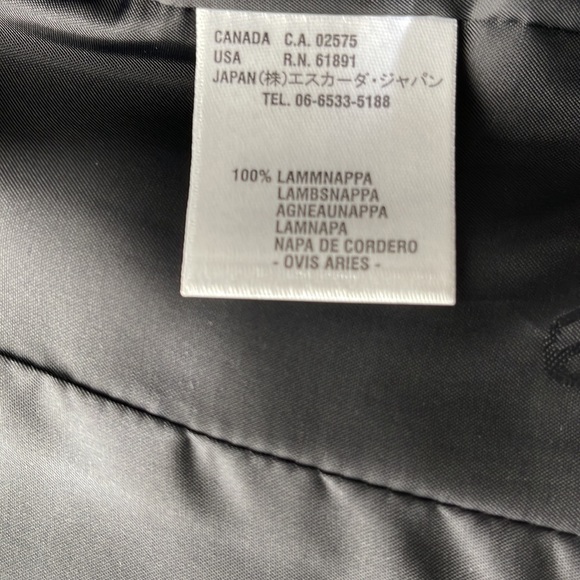 CANADA C.A. 02575
USA R.N. 61891
JAPAN(株)エスカーダ・ジャパン
TEL. 06-6533-5188
100% LAMMNAPPA
LAMBSNAPPA
AGNEAUNAPPA
LAMNAPA
NAPA DE CORDERO
- OVIS ARIES -